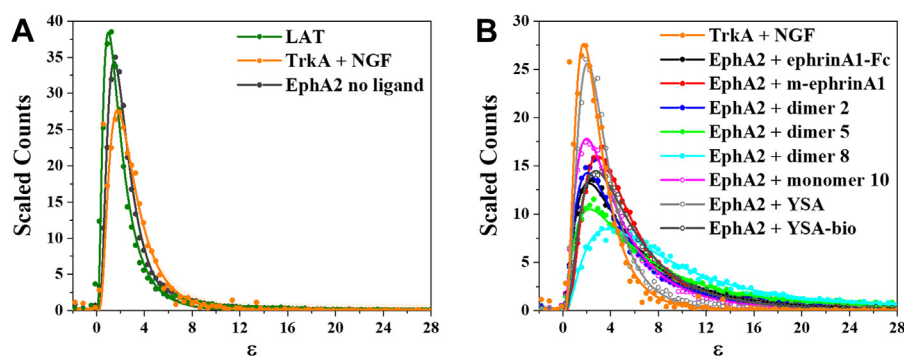 A
LAT
TrkA + NGF
EphA2 no ligand
Scaled Counts
40
35
30
25
20
15
10
5
0
0 4 8 12 16 20 24 28
ε
B
TrkA + NGF
EphA2 + ephrinA1-Fc
EphA2 + m-ephrinA1
EphA2 + dimer 2
EphA2 + dimer 5
EphA2 + dimer 8
EphA2 + monomer 10
EphA2 + YSA
EphA2 + YSA-bio
Scaled Counts
30
25
20
15
10
5
0
0 4 8 12 16 20 24 28
ε